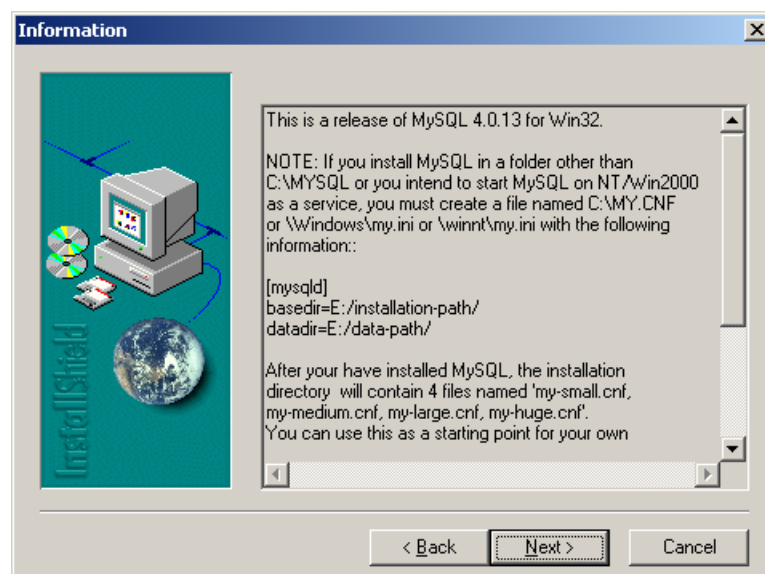 Information
This is a release of MySQL 4.0.13 for Win32.
NOTE: If you install MySQL in a folder other than
C:\MYSQL or you intend to start MySQL on NT/Win2000
as a service, you must create a file named C:\MY.CNF
or \Windows\my.ini or \winnt\my.ini with the following
information::
[mysqld]
basedir=E:/installation-path/
datadir=E:/data-path/
After your have installed MySQL, the installation
directory  will contain 4 files named 'my-small.cnf,
my-medium.cnf, my-large.cnf, my-huge.cnf'.
You can use this as a starting point for your own
InstallShield
< Back
Next >
Cancel